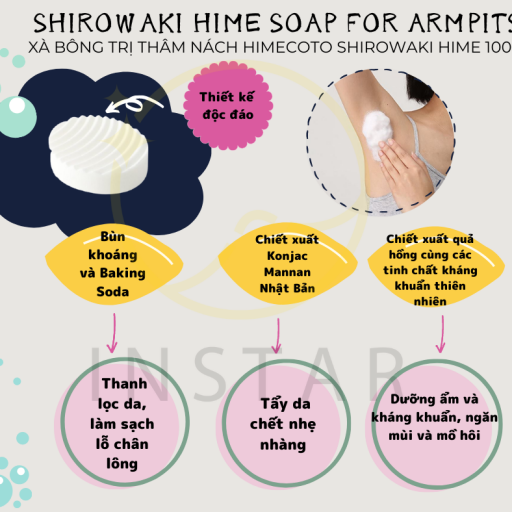 SHIROWAKI HIME SOAP FOR ARMPITS
XÀ BÔNG TRỊ THÂM NÁCH HIMECOTO SHIROWAKI HIME 100
Thiết kế
độc đáo
Bùn
khoáng
và Baking
Soda
Chiết xuất
Konjac
Mannan
Nhật Bản
Chiết xuất quả
hồng cùng các
tinh chất kháng
khuẩn thiên
nhiên
INSTAR
Thanh
lọc da,
làm sạch
lỗ chân
lông
Tẩy da
chết nhẹ
nhàng
Dưỡng ẩm và
kháng khuẩn, ngăn
mùi và mồ hôi